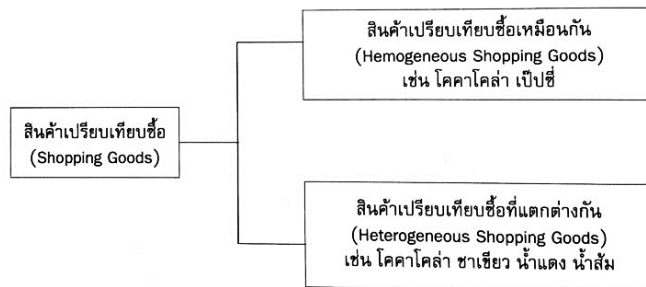 สินค้าเปรียบเทียบซื้อเหมือนกัน
(Hemogeneous Shopping Goods)
เช่น โคคาโคล่า เป๊ปซี่
สินค้าเปรียบเทียบซื้อ
(Shopping Goods)
สินค้าเปรียบเทียบซื้อที่แตกต่างกัน
(Heterogeneous Shopping Goods)
เช่น โคคาโคล่า ชาเขียว น้ำแดง น้ำส้ม